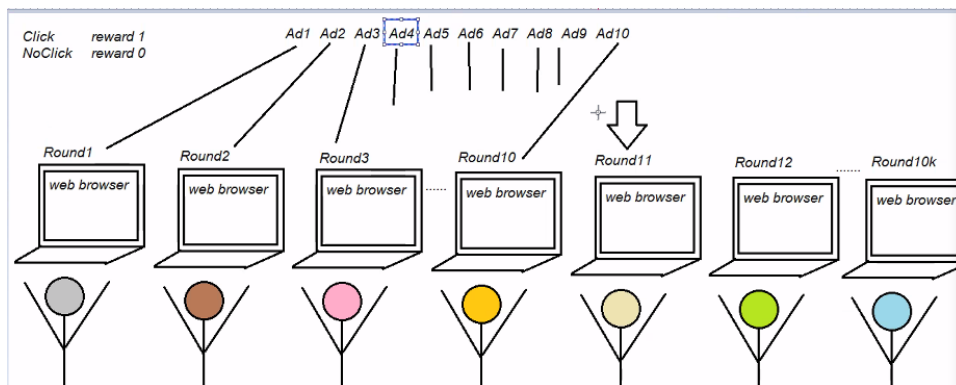 Click reward 1
NoClick reward 0
Ad1 Ad2 Ad3 Ad4 Ad5 Ad6 Ad7 Ad8 Ad9 Ad10
Round1
Round2
Round3
Round10
Round11
Round12
Round10k
web browser
web browser
web browser
web browser
web browser
web browser
web browser